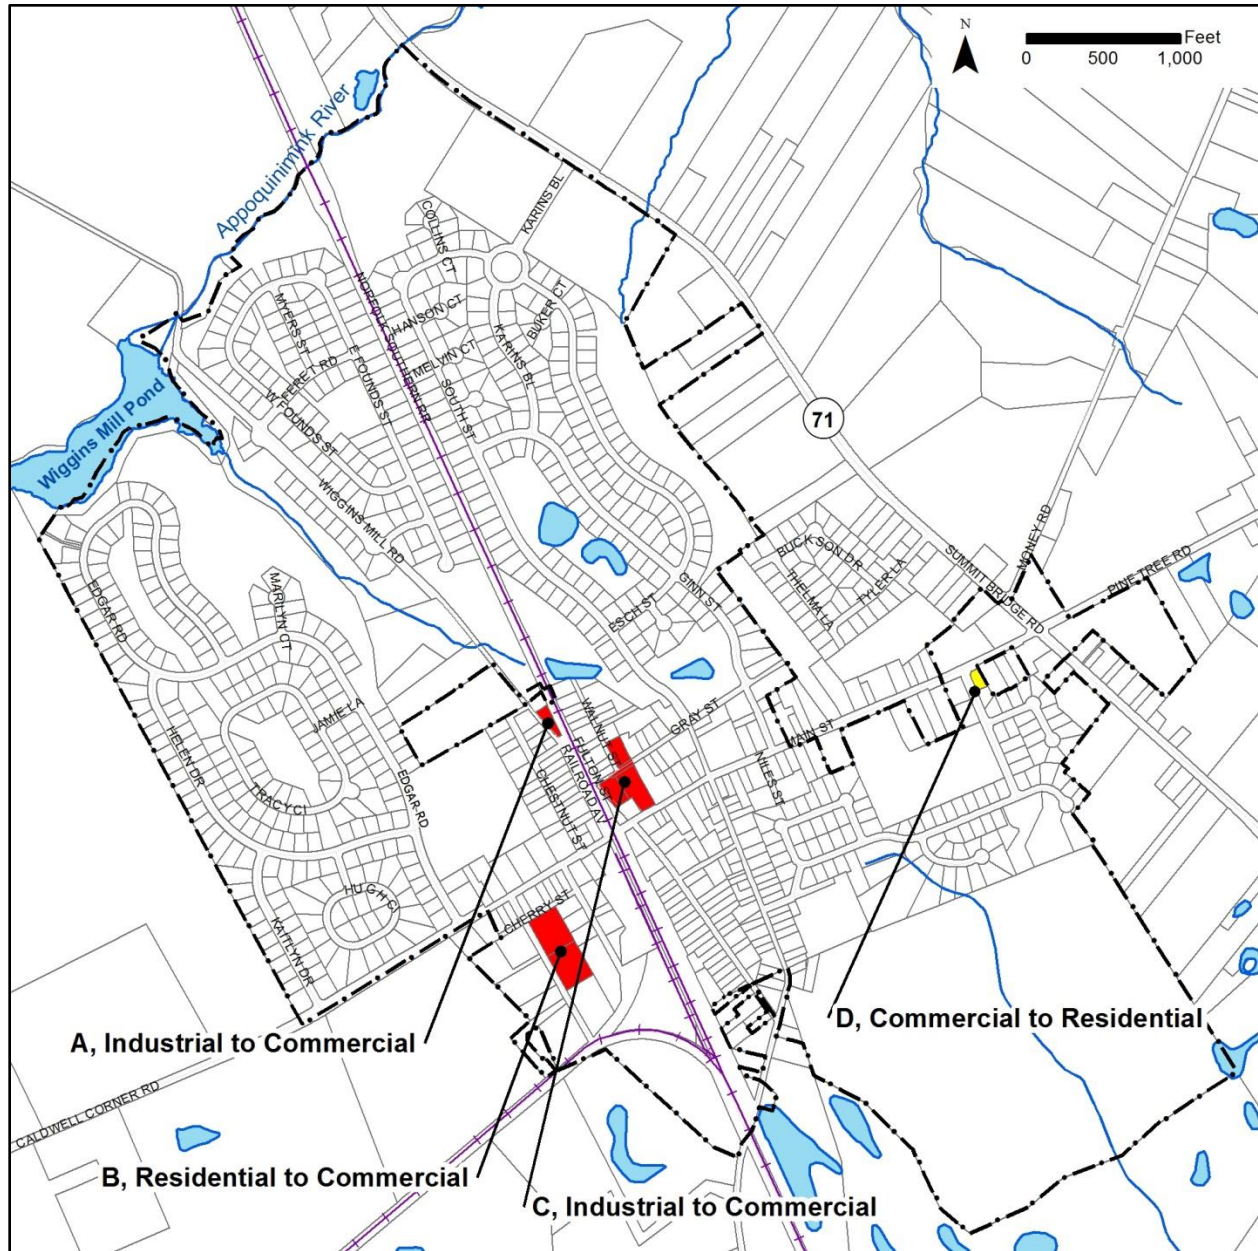 N
Feet
0 500 1,000
Appoquinimink River
KARINS BL
COLLINS CT
NORFOLK SOUTHERN RR
HANSON CT
BUKER CT
MYERS ST
KARINS BL
MELVIN CT
E FOUNDS ST
FERET RD
SOUTH ST
W FOUNDS ST
Wiggins Mill Pond
71
WIGGINS MILL RD
BUCKSON DR
TYLER LA
THELMA LA
SUMMIT BRIDGE RD
MONEY RD
PINE TREE RD
EDGAR RD
MARILYN CT
GINN ST
ESCH ST
JAMIE LA
HELEN DR
WALNUT ST
GRAY ST
MAIN ST
FULTON ST
RAILROAD AV
CHESTNUT ST
NILES ST
TRACY CI
EDGAR RD
HUGH CI
CHERRY ST
KAITLYN DR
A, Industrial to Commercial
D, Commercial to Residential
CALDWELL CORNER RD
B, Residential to Commercial
C, Industrial to Commercial